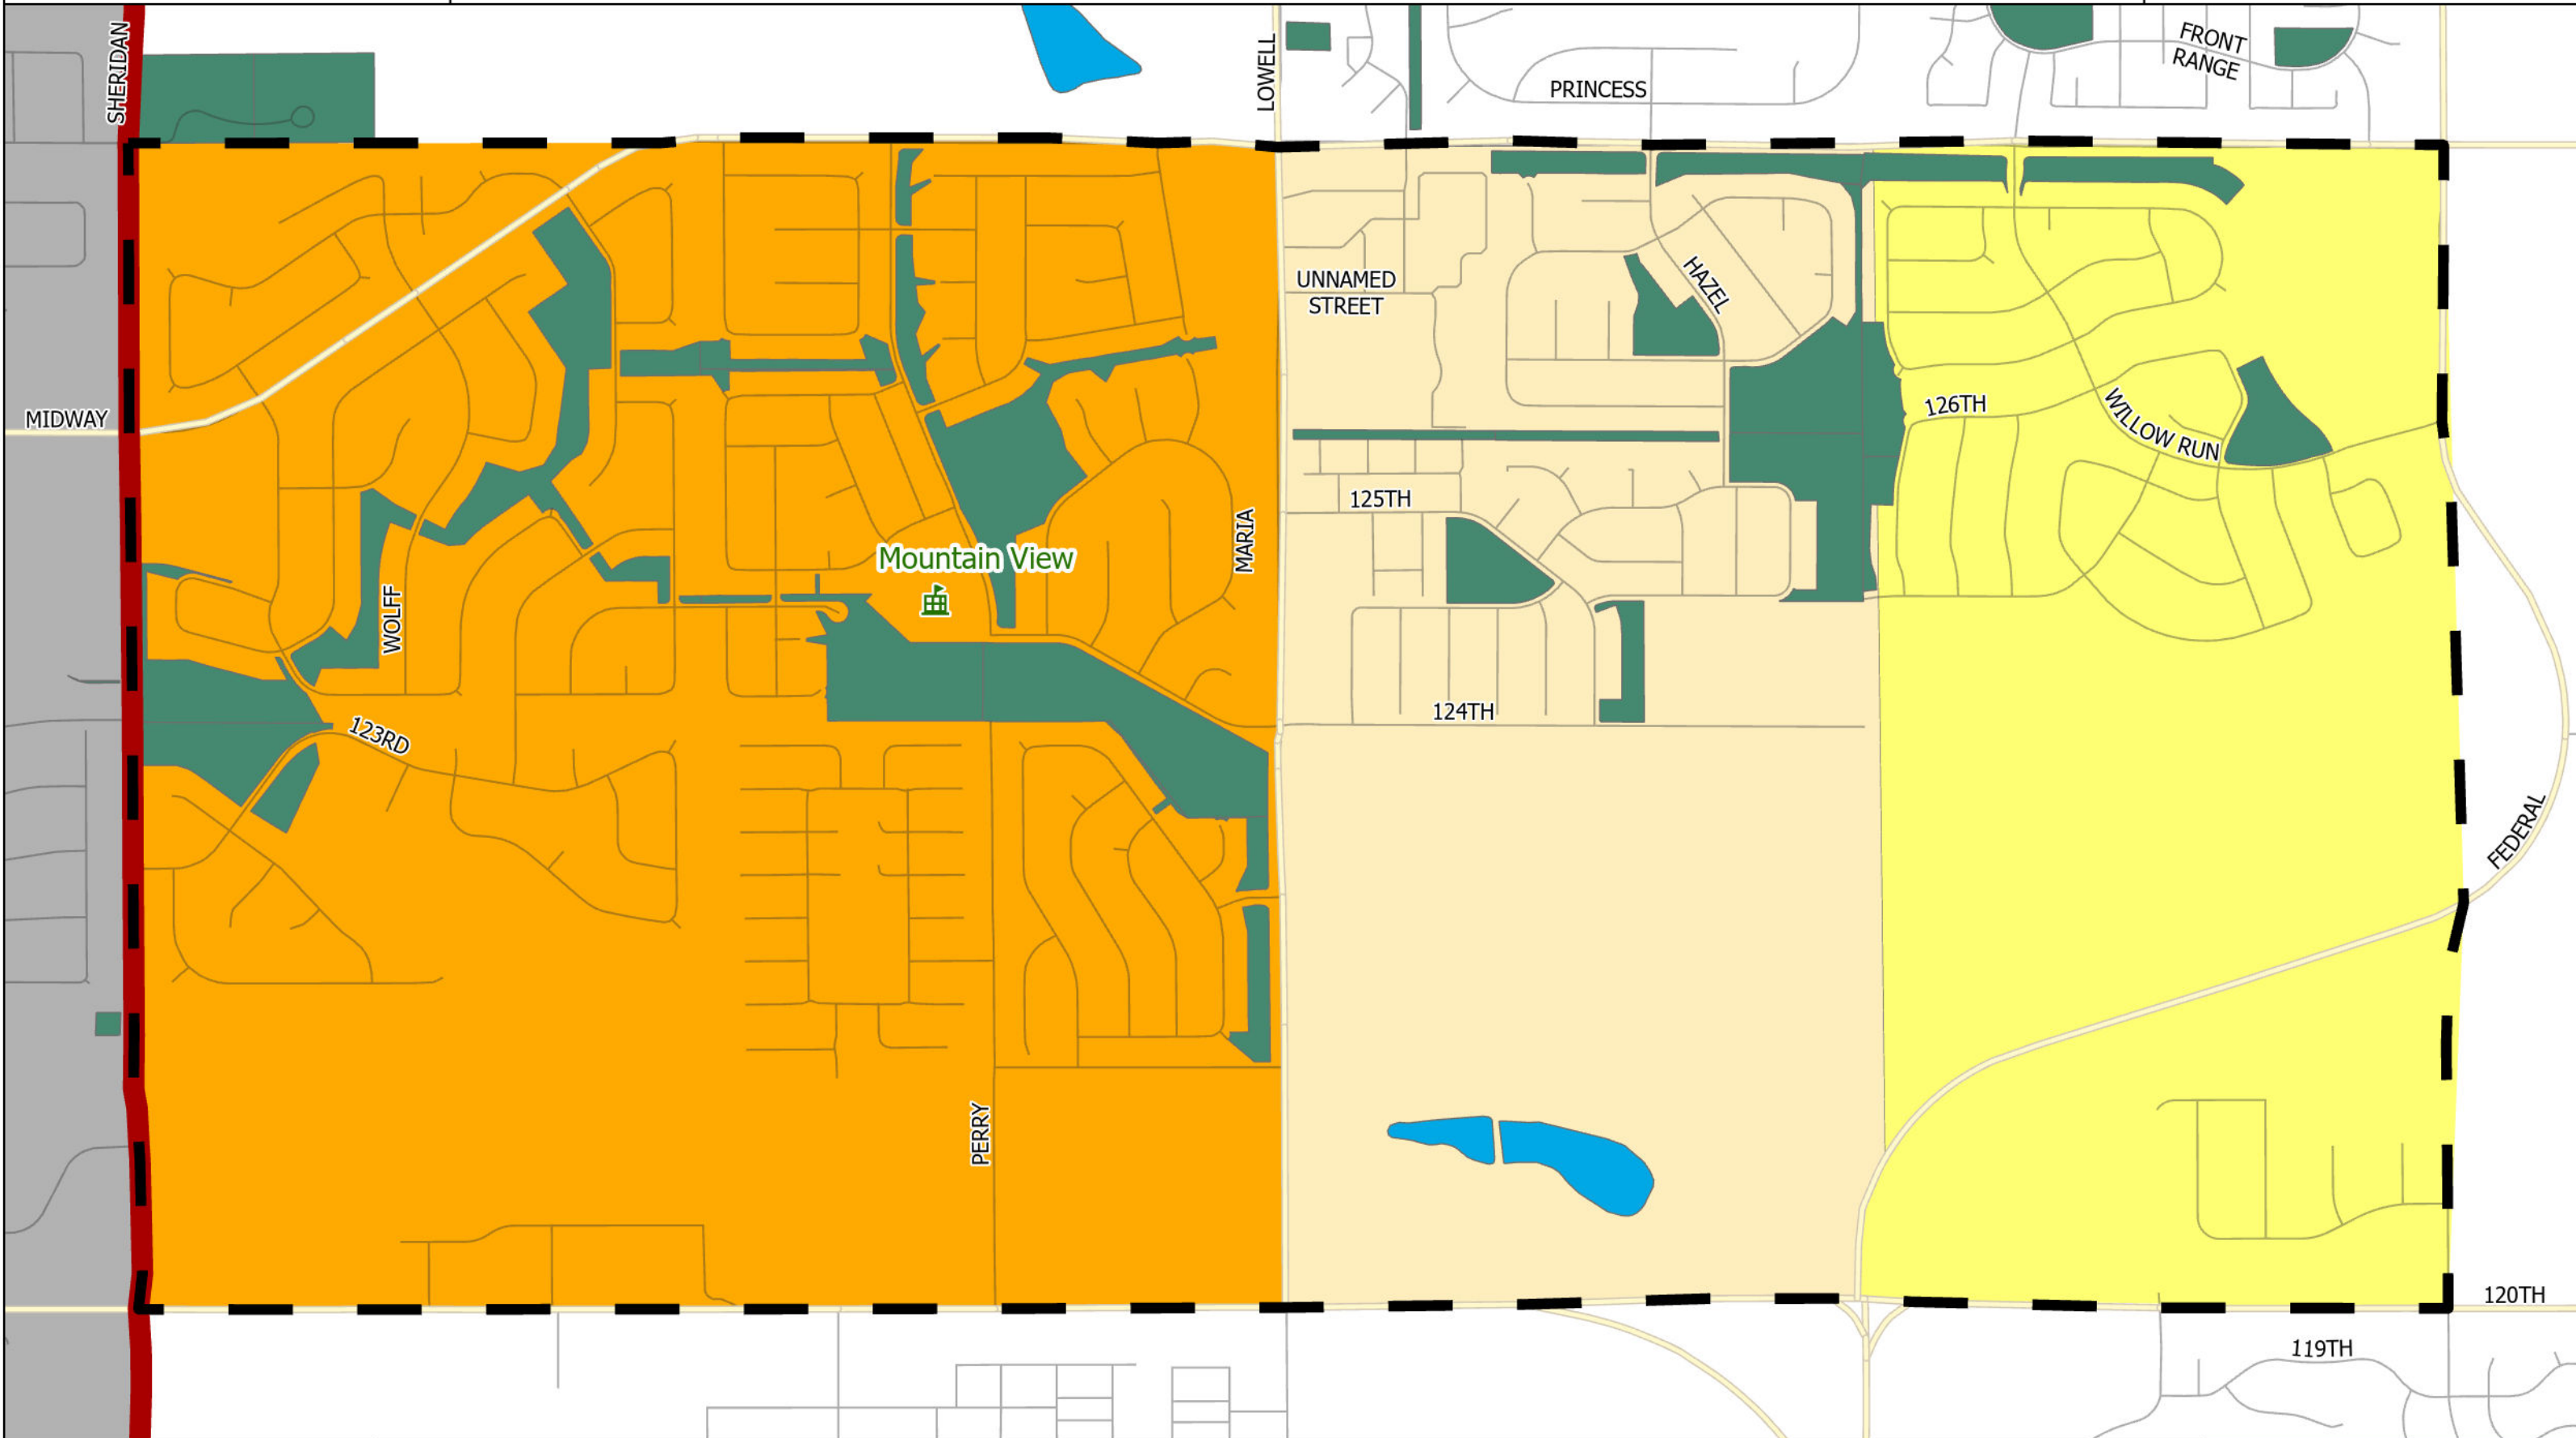 SHERIDAN
LOWELL
FRONT
RANGE
PRINCESS
UNNAMED
STREET
HAZEL
MIDWAY
126TH
WILLOW RUN
125TH
MARIA
Mountain View
WOLFF
124TH
123RD
FEDERAL
PERRY
120TH
119TH